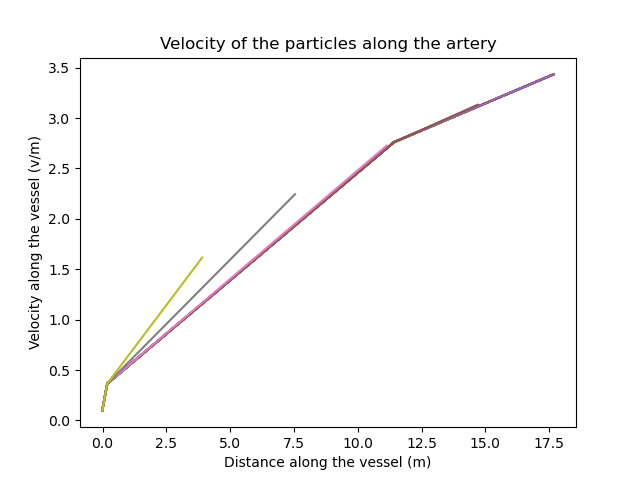 Velocity of the particles along the artery
3.5
3.0
2.5
2.0
1.5
1.0
0.5
0.0
Velocity along the vessel (v/m)
0.0 2.5 5.0 7.5 10.0 12.5 15.0 17.5
Distance along the vessel (m)